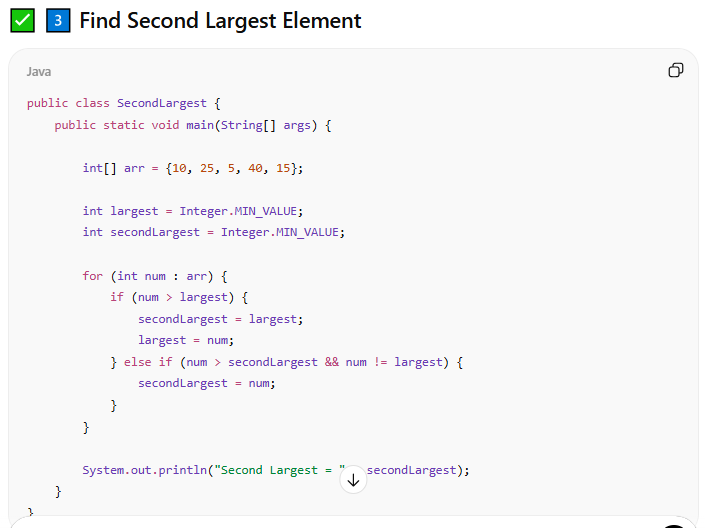 ✅ 3️⃣ Find Second Largest Element
Java
public class SecondLargest {
    public static void main(String[] args) {
        int[] arr = {10, 25, 5, 40, 15};
        int largest = Integer.MIN_VALUE;
        int secondLargest = Integer.MIN_VALUE;
        for (int num : arr) {
            if (num > largest) {
                secondLargest = largest;
                largest = num;
            } else if (num > secondLargest && num != largest) {
                secondLargest = num;
            }
        }
        System.out.println("Second Largest = " secondLargest);
    }
}